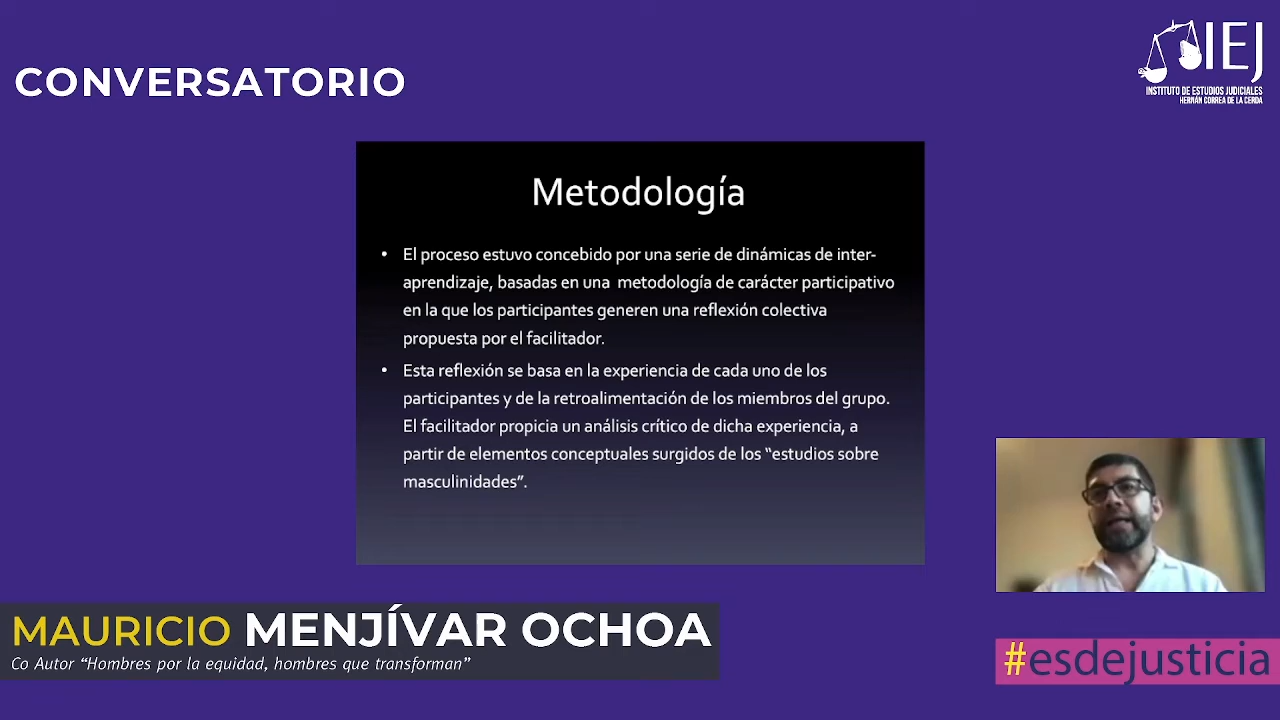 CONVERSATORIO
IEJ
INSTITUTO DE ESTUDIOS JUDICIALES
HERNÁN CORREA DE LA CERDA
Metodología
• El proceso estuvo concebido por una serie de dinámicas de inter-
aprendizaje, basadas en una metodología de carácter participativo
en la que los participantes generen una reflexión colectiva
propuesta por el facilitador.
• Esta reflexión se basa en la experiencia de cada uno de los
participantes y de la retroalimentación de los miembros del grupo.
El facilitador propicia un análisis crítico de dicha experiencia, a
partir de elementos conceptuales surgidos de los “estudios sobre
masculinidades”.
MAURICIO MENJÍVAR OCHOA
Co Autor “Hombres por la equidad, hombres que transforman”
#esdejusticia